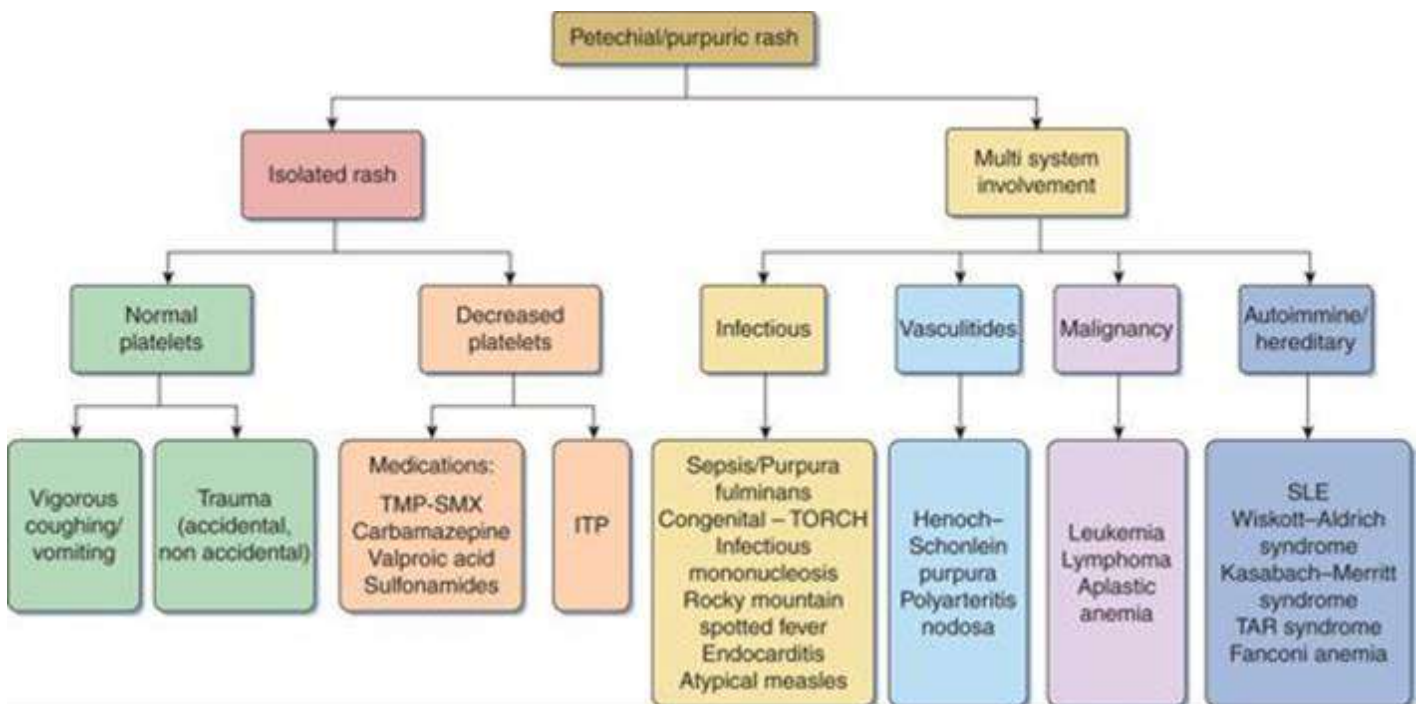 Petechial/purpuric rash
Isolated rash
Multi system
involvement
Normal
platelets
Decreased
platelets
Infectious
Vasculitides
Malignancy
Autoimmine/
hereditary
Vigorous
coughing/
vomiting
Trauma
(accidental,
non accidental)
Medications:
TMP-SMX
Carbamazepine
Valproic acid
Sulfonamides
ITP
Sepsis/Purpura
fulminans
Congenital – TORCH
Infectious
mononucleosis
Rocky mountain
spotted fever
Endocarditis
Atypical measles
Henoch–
Schonlein
purpura
Polyarteritis
nodosa
Leukemia
Lymphoma
Aplastic
anemia
SLE
Wiskott–Aldrich
syndrome
Kasabach–Merritt
syndrome
TAR syndrome
Fanconi anemia